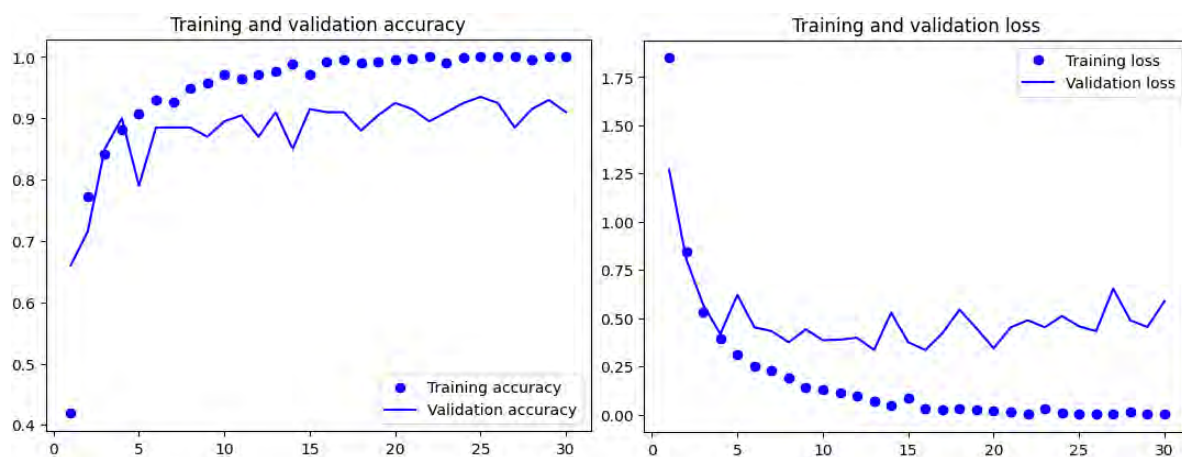 Training and validation accuracy
1.0
0.9
0.8
0.7
0.6
0.5
0.4
0 5 10 15 20 25 30
Training accuracy
Validation accuracy
Training and validation loss
1.75
1.50
1.25
1.00
0.75
0.50
0.25
0.00
0 5 10 15 20 25 30
Training loss
Validation loss